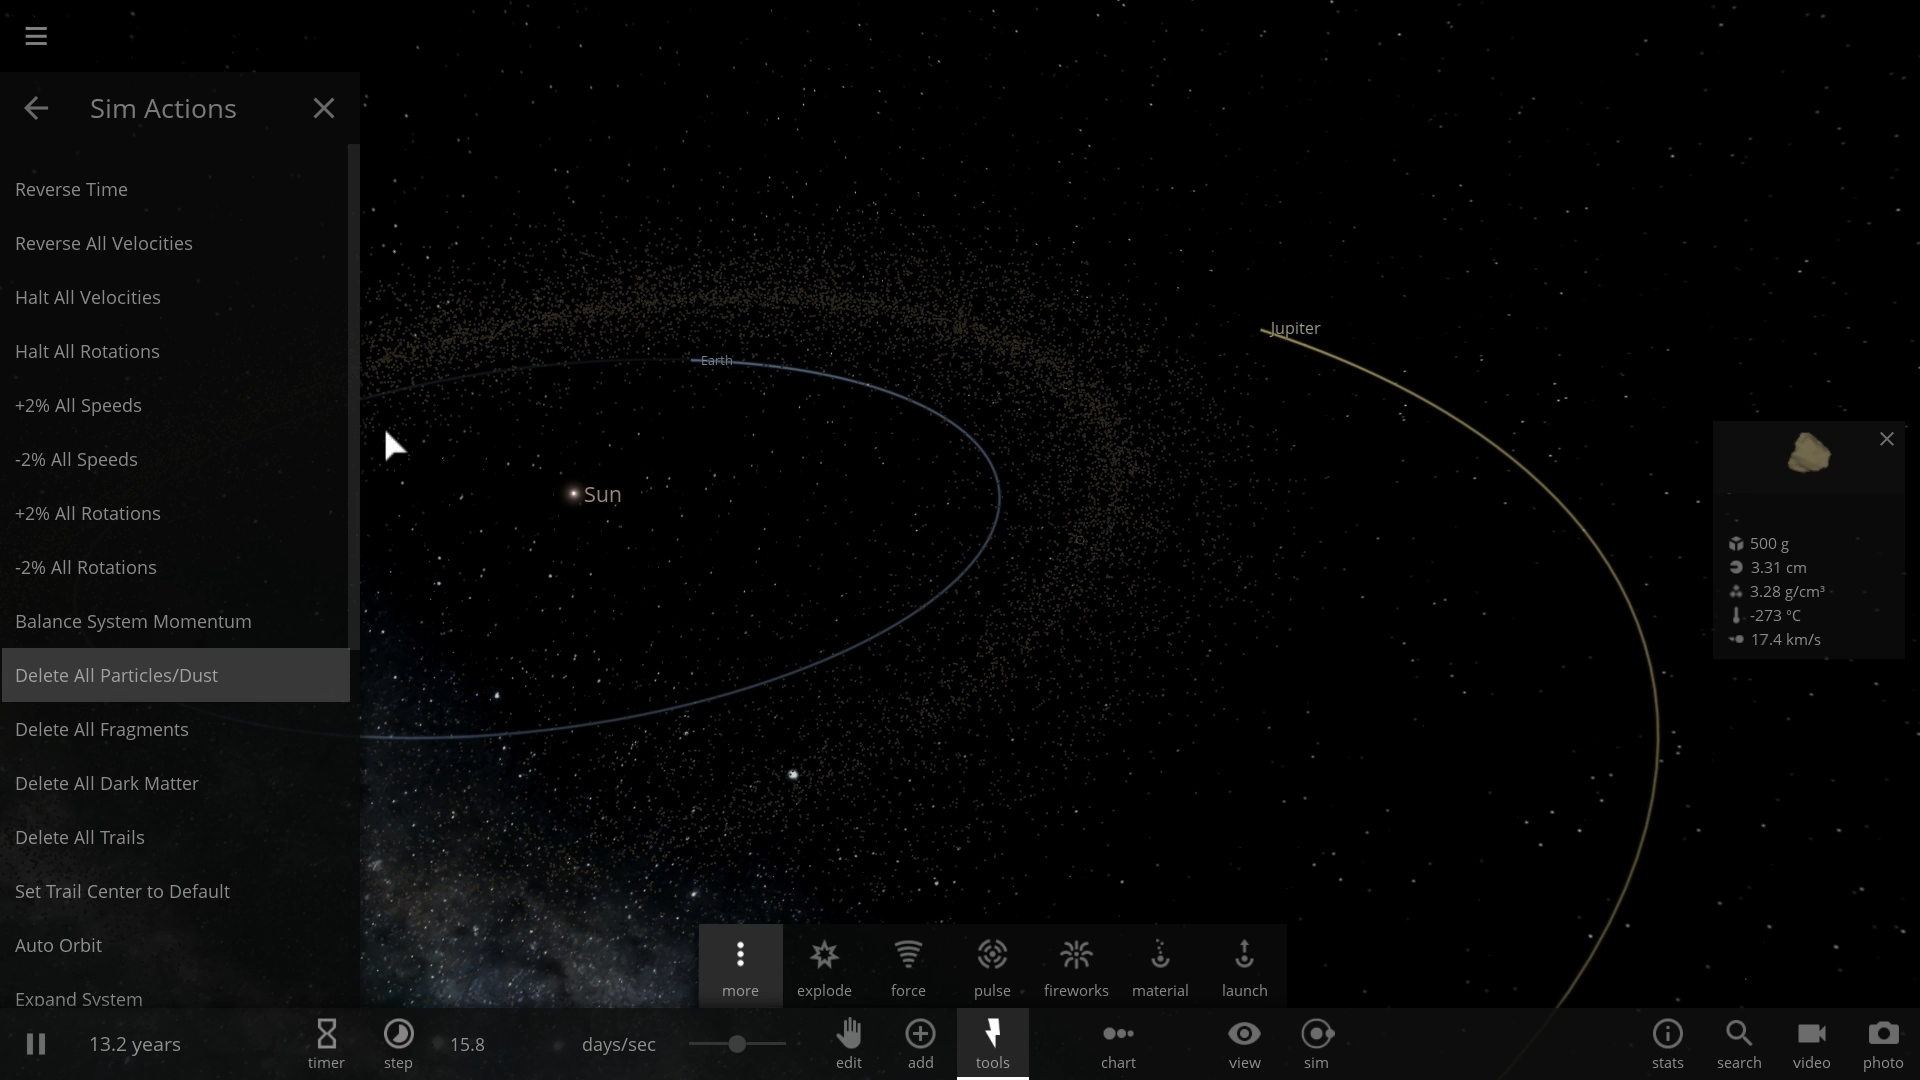 Sim Actions
Reverse Time
Reverse All Velocities
Halt All Velocities
Halt All Rotations
+2% All Speeds
-2% All Speeds
+2% All Rotations
-2% All Rotations
Balance System Momentum
Delete All Particles/Dust
Delete All Fragments
Delete All Dark Matter
Delete All Trails
Set Trail Center to Default
Auto Orbit
Expand System
Jupiter
Earth
Sun
500 g
3.31 cm
3.28 g/cm³
-273 °C
17.4 km/s
more explode force pulse fireworks material launch
13.2 years timer step 15.8 days/sec edit add tools chart view sim stats search video photo